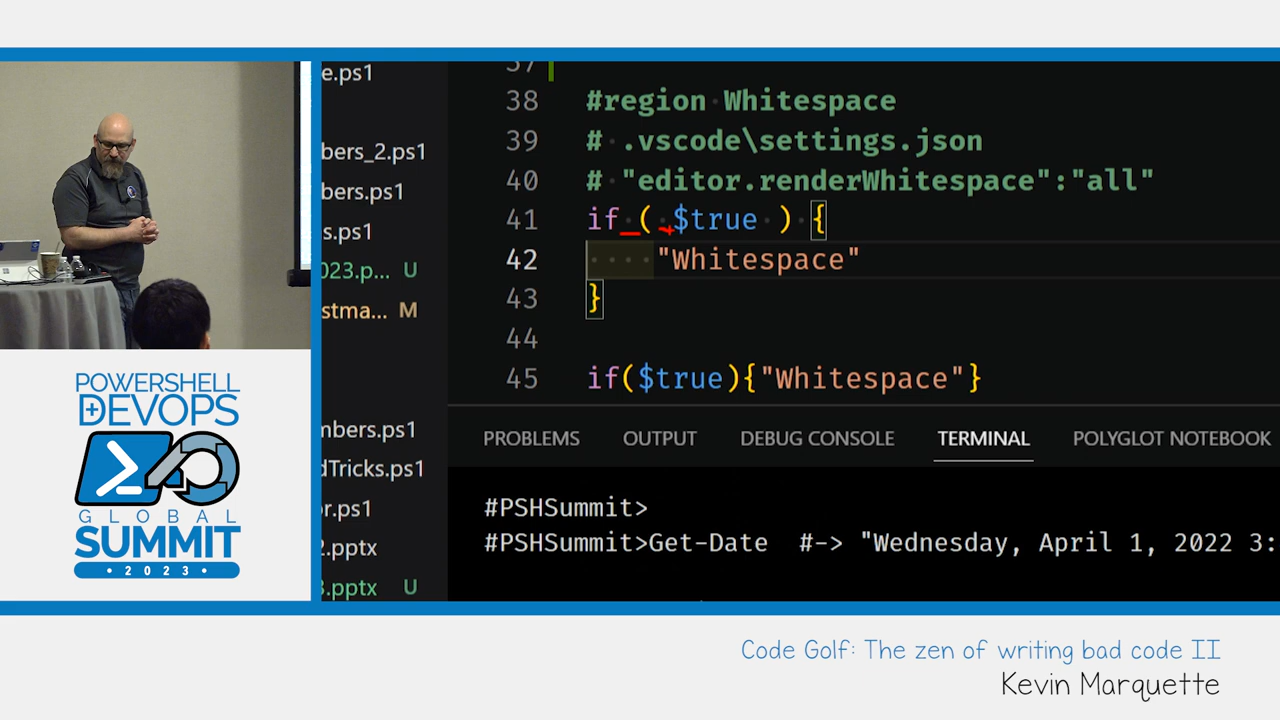 e.ps1
bers_2.ps1
bers.ps1
s.ps1
023.p... U
stma... M
mbers.ps1
dTricks.ps1
or.ps1
2.pptx
3.pptx U
37
38 #region Whitespace
39 # .vscode\settings.json
40 # "editor.renderWhitespace":"all"
41 if ( $true ) {
42 "Whitespace"
43 }
44
45 if($true){"Whitespace"}
PROBLEMS OUTPUT DEBUG CONSOLE TERMINAL POLYGLOT NOTEBOOK
#PSHSummit>
#PSHSummit>Get-Date #-> "Wednesday, April 1, 2022 3:
POWERSHELL
+ DEVOPS
GLOBAL
SUMMIT
• 2023 •
Code Golf: The zen of writing bad code II
Kevin Marquette